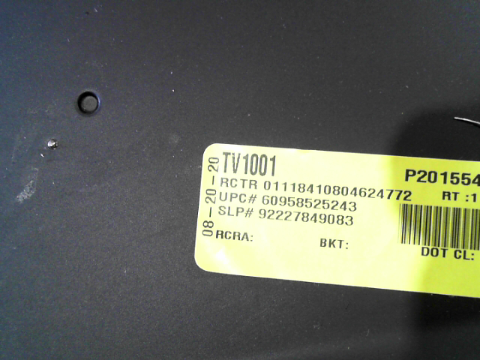 08-20-20
TV1001 P201554
RCTR 01118410804624772 RT :1
UPC# 60958525243
SLP# 92227849083
RCRA: BKT: DOT CL: